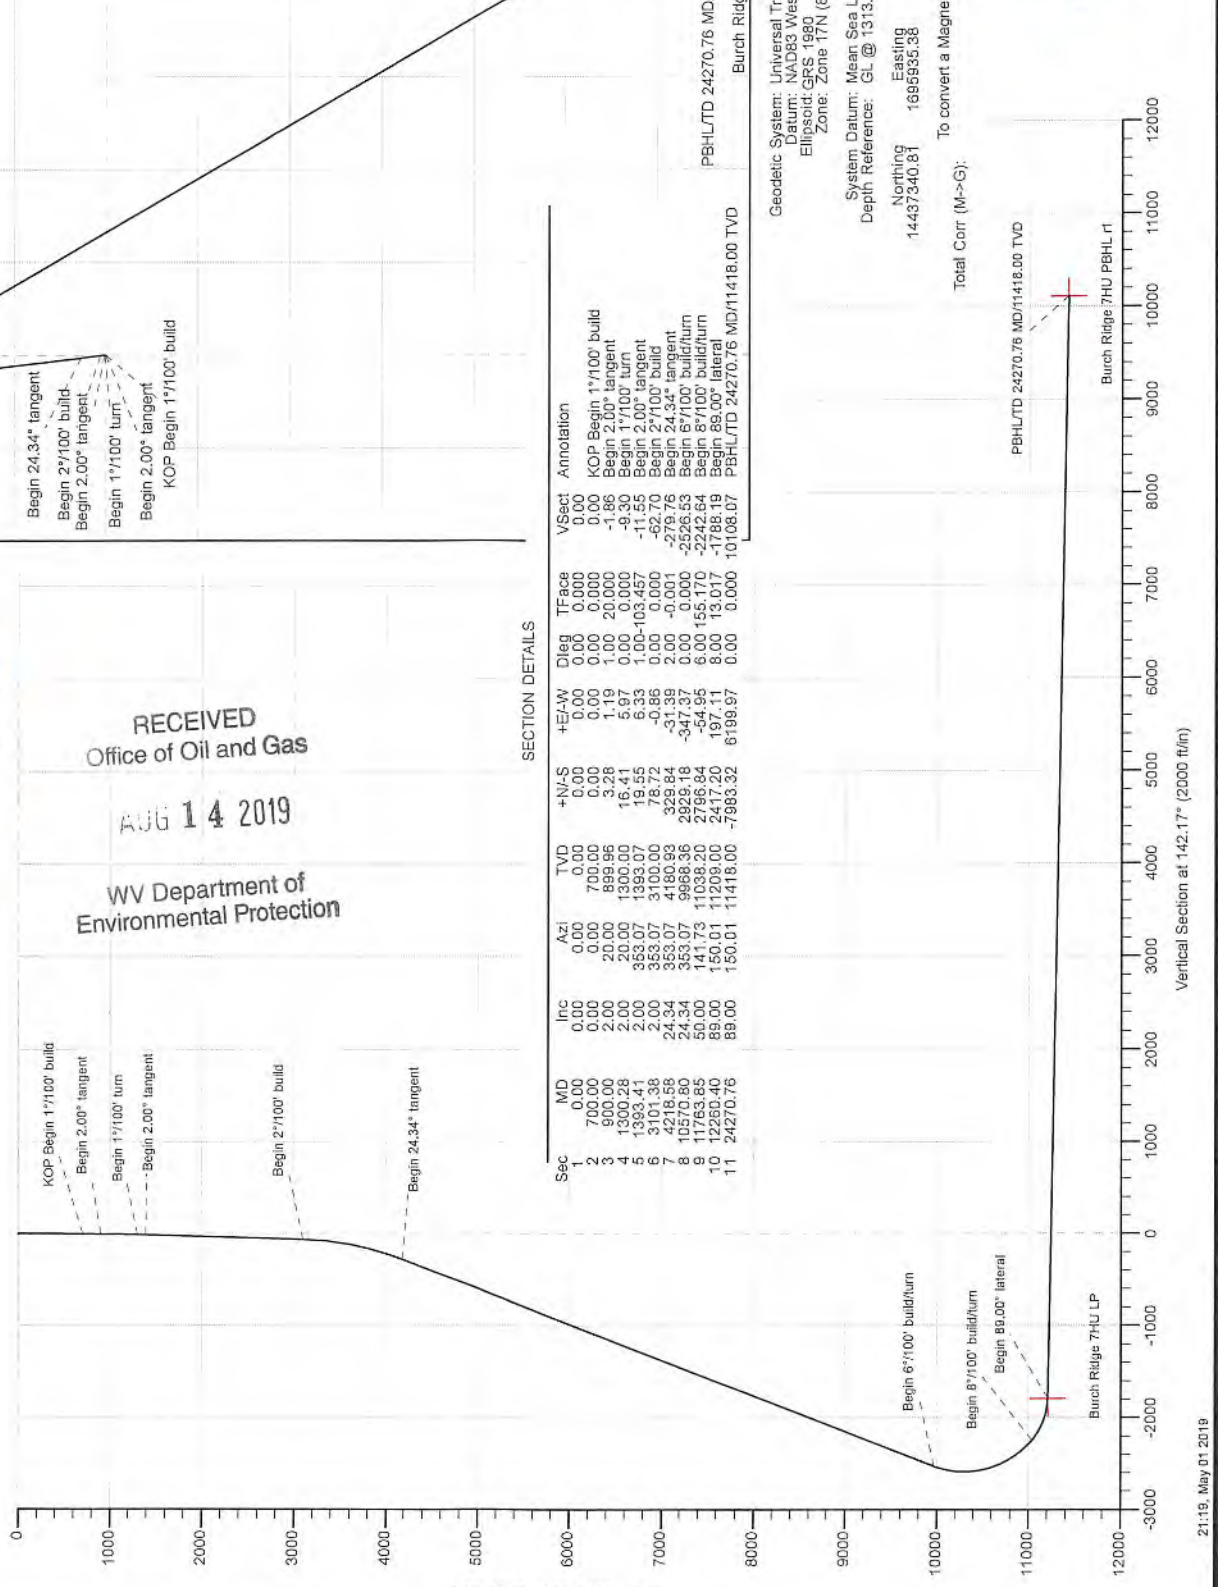 Begin 24.34° tangent
Begin 2°/100' build
Begin 2.00° tangent
Begin 1°/100' turn
Begin 2.00° tangent
KOP Begin 1°/100' build
PBHL/TD 24270.76 MD
Burch Ridg
RECEIVED
Office of Oil and Gas
AUG 14 2019
WV Department of
Environmental Protection
SECTION DETAILS
Sec MD Inc Azi TVD +N/-S +E/-W Dleg TFace VSect Annotation
1 0.00 0.00 0.00 0.00 0.00 0.00 0.00 0.000 0.00
2 700.00 0.00 0.00 700.00 0.00 0.00 0.00 0.000 0.00 KOP Begin 1°/100' build
3 900.00 2.00 20.00 899.96 3.28 1.19 1.00 20.000 -1.86 Begin 2.00° tangent
4 1300.28 2.00 20.00 1300.00 16.41 5.97 0.00 0.000 -9.30 Begin 1°/100' turn
5 1393.41 2.00 353.07 1393.07 19.55 6.33 1.00 -103.457 -11.55 Begin 2.00° tangent
6 3101.38 2.00 353.07 3100.00 78.72 -0.86 0.00 0.000 -62.70 Begin 2°/100' build
7 4218.58 24.34 353.07 4180.93 329.84 -31.39 2.00 -0.001 -279.76 Begin 24.34° tangent
8 10570.80 24.34 353.07 9968.36 2929.18 -347.37 0.00 0.000 -2526.53 Begin 6°/100' build/turn
9 11763.85 50.00 141.73 11038.20 2796.84 -54.95 6.00 155.170 -2242.64 Begin 8°/100' build/turn
10 12260.40 89.00 150.01 11209.00 2417.20 197.11 8.00 13.017 -1788.19 Begin 89.00° lateral
11 24270.76 89.00 150.01 11418.00 -7983.32 6199.97 0.00 0.000 10108.07 PBHL/TD 24270.76 MD/11418.00 TVD
Geodetic System: Universal Tr
Datum: NAD83 Wes
Ellipsoid: GRS 1980
Zone: Zone 17N (8
System Datum: Mean Sea L
Depth Reference: GL @ 1313.
Northing Easting
14437340.81 1695935.38
Total Corr (M->G):
To convert a Magne
KOP Begin 1°/100' build
Begin 2.00° tangent
Begin 1°/100' turn
Begin 2.00° tangent
Begin 2°/100' build
Begin 24.34° tangent
Begin 6°/100' build/turn
Begin 8°/100' build/turn
Begin 89.00° lateral
Burch Ridge 7HU LP
PBHL/TD 24270.76 MD/11418.00 TVD
Burch Ridge 7HU PBHL r1
0
1000
2000
3000
4000
5000
6000
7000
8000
9000
10000
11000
12000
-3000 -2000 -1000 0 1000 2000 3000 4000 5000 6000 7000 8000 9000 10000 11000 12000
Vertical Section at 142.17° (2000 ft/in)
21:19, May 01 2019